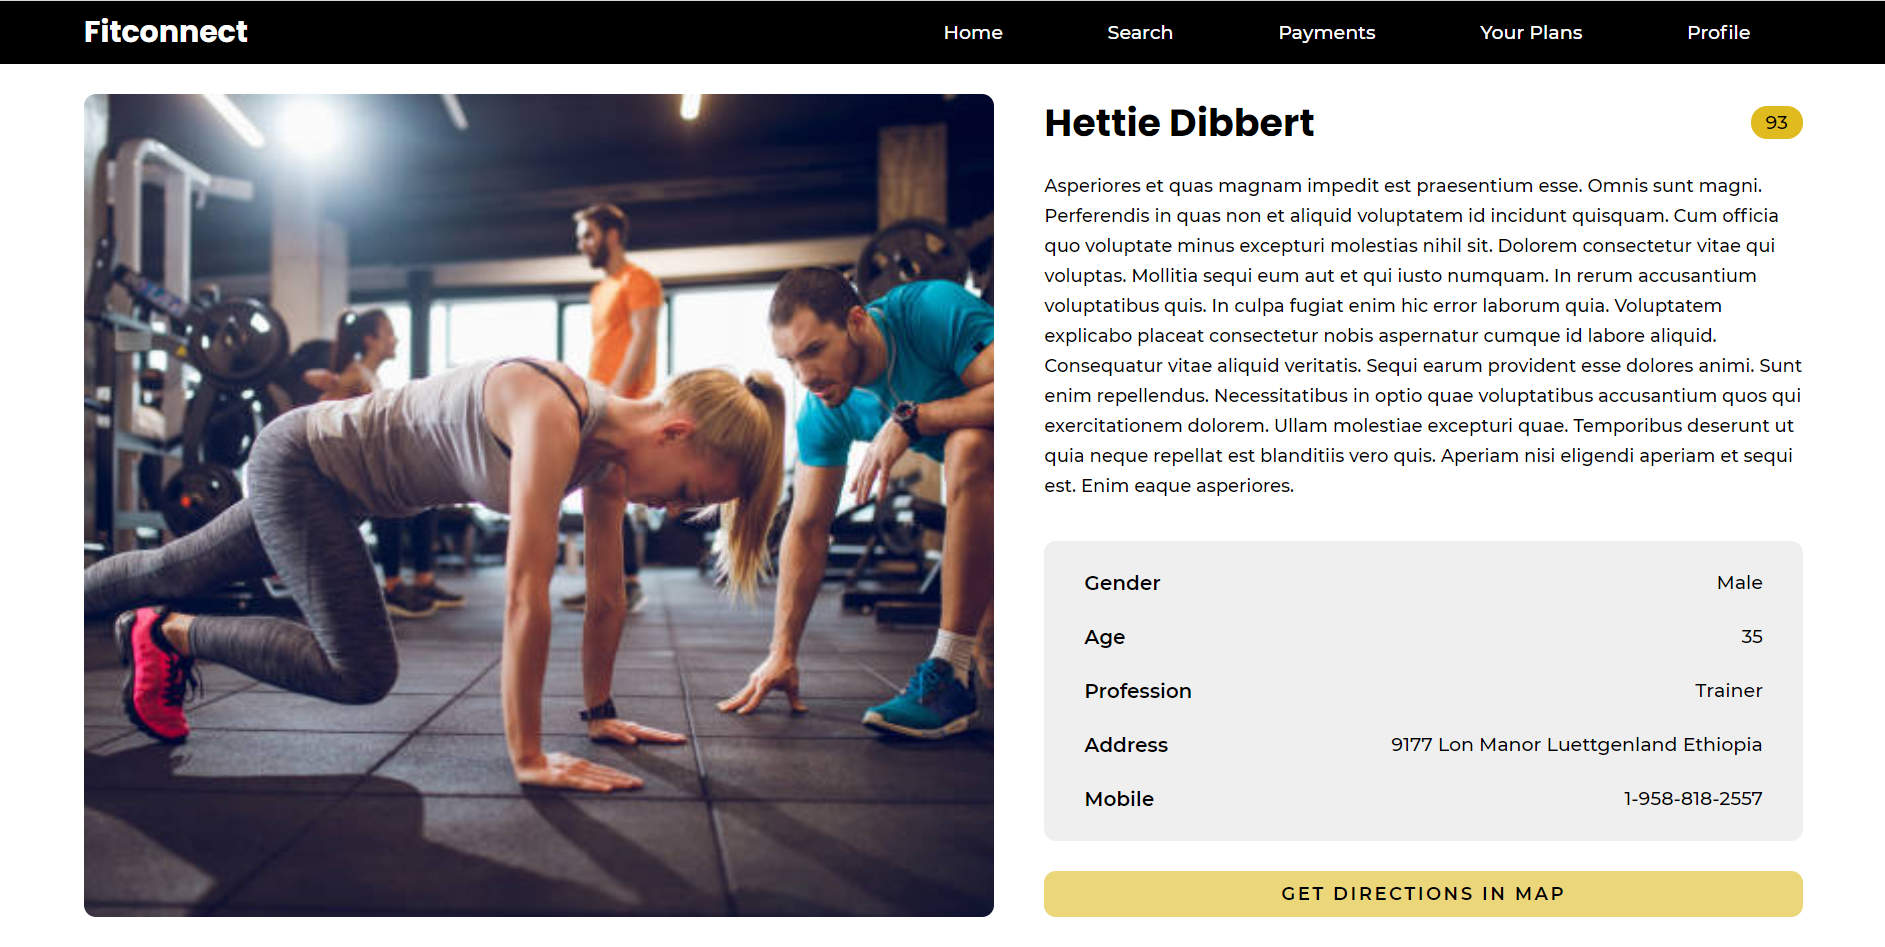 Fitconnect
Home
Search
Payments
Your Plans
Profile
Hettie Dibbert
93
Asperiores et quas magnam impedit est praesentium esse. Omnis sunt magni.
Perferendis in quas non et aliquid voluptatem id incidunt quisquam. Cum officia
quo voluptate minus excepturi molestias nihil sit. Dolorem consectetur vitae qui
voluptas. Mollitia sequi eum aut et qui iusto numquam. In rerum accusantium
voluptatibus quis. In culpa fugiat enim hic error laborum quia. Voluptatem
explicabo placeat consectetur nobis aspernatur cumque id labore aliquid.
Consequatur vitae aliquid veritatis. Sequi earum provident esse dolores animi. Sunt
enim repellendus. Necessitatibus in optio quae voluptatibus accusantium quos qui
exercitationem dolorem. Ullam molestiae excepturi quae. Temporibus deserunt ut
quia neque repellat est blanditiis vero quis. Aperiam nisi eligendi aperiam et sequi
est. Enim eaque asperiores.
Gender Male
Age 35
Profession Trainer
Address 9177 Lon Manor Luettgenland Ethiopia
Mobile 1-958-818-2557
GET DIRECTIONS IN MAP